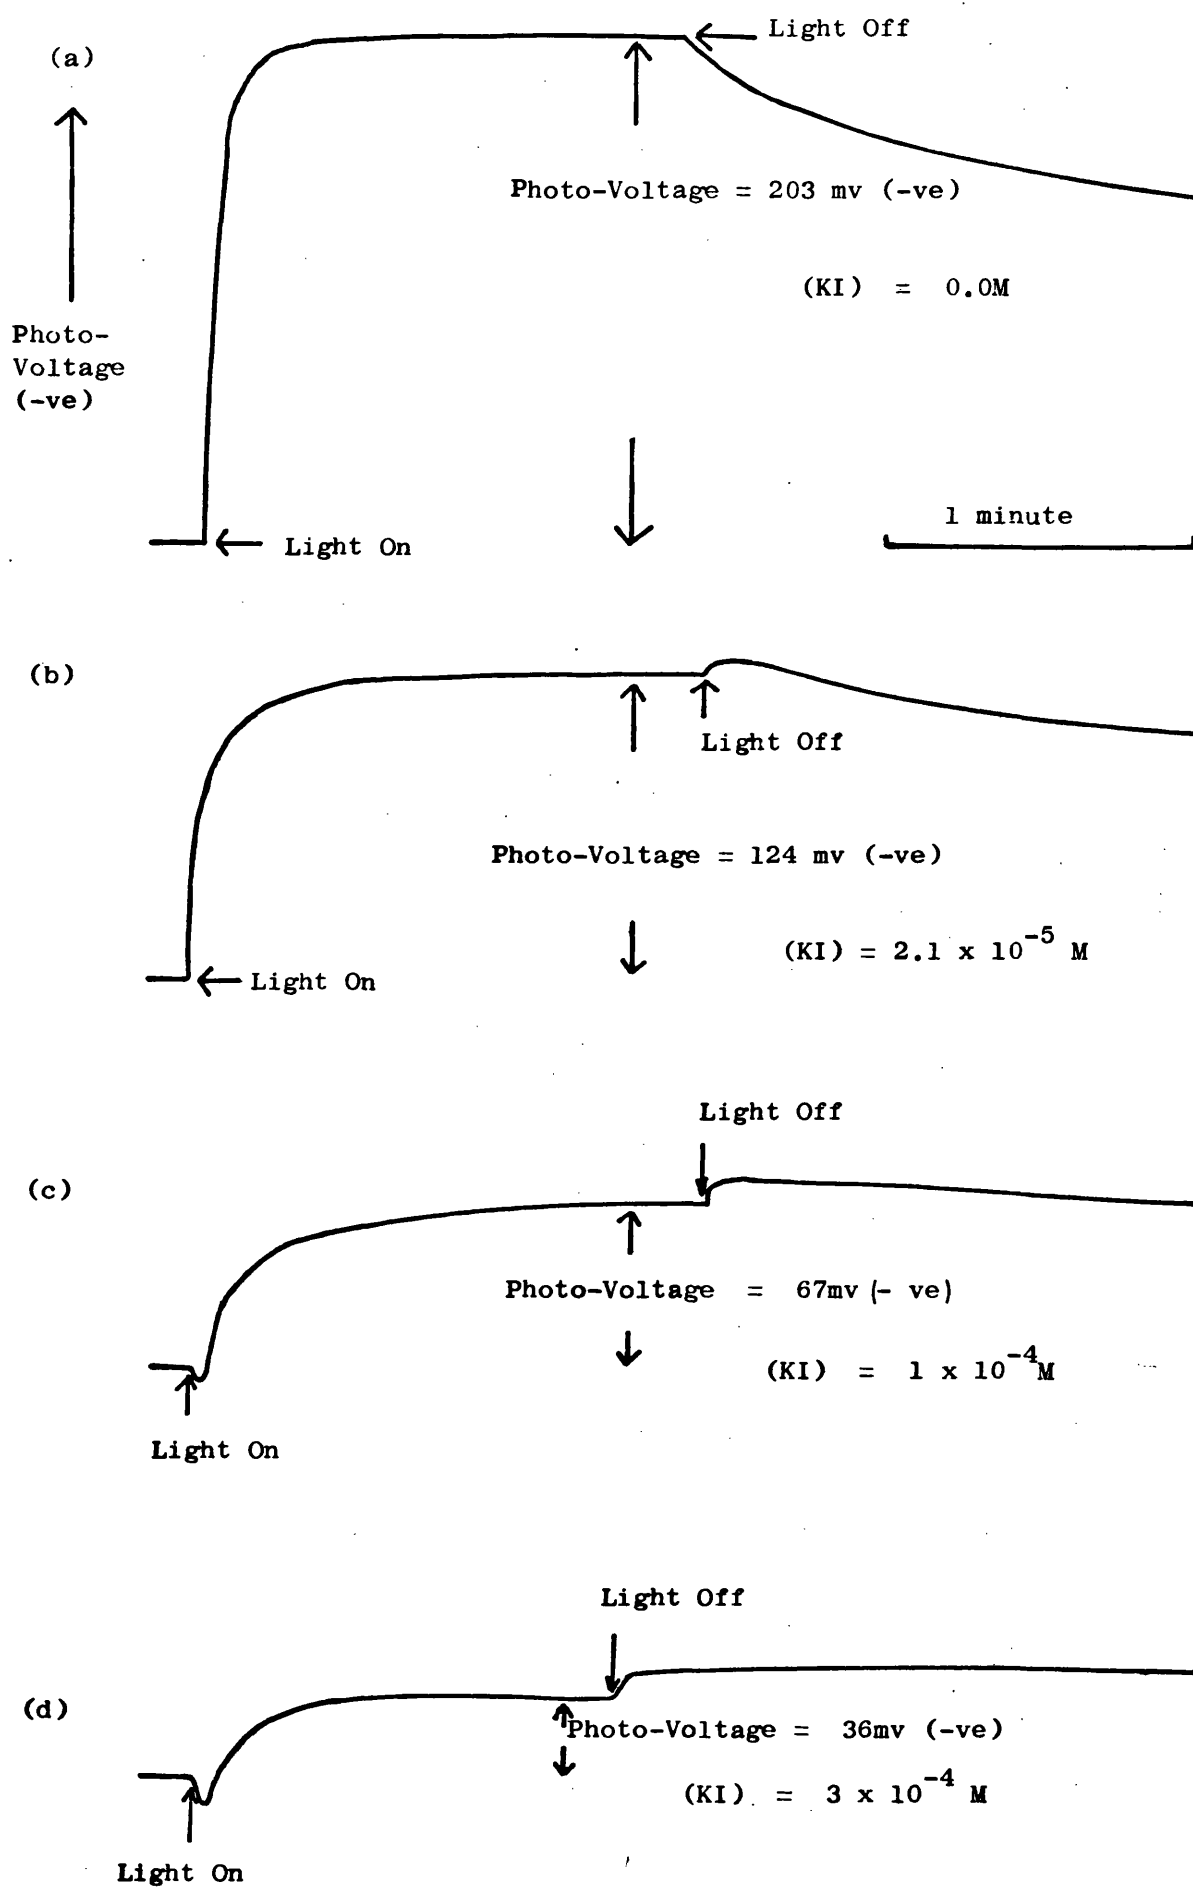 Light Off
(a)
Photo-Voltage = 203 mv (-ve)
(KI) = 0.0M
Photo-
Voltage
(-ve)
1 minute
Light On
(b)
Light Off
Photo-Voltage = 124 mv (-ve)
(KI) = 2.1 x 10⁻⁵ M
Light On
Light Off
(c)
Photo-Voltage = 67mv (- ve)
(KI) = 1 x 10⁻⁴M
Light On
Light Off
(d)
Photo-Voltage = 36mv (-ve)
(KI) = 3 x 10⁻⁴ M
Light On